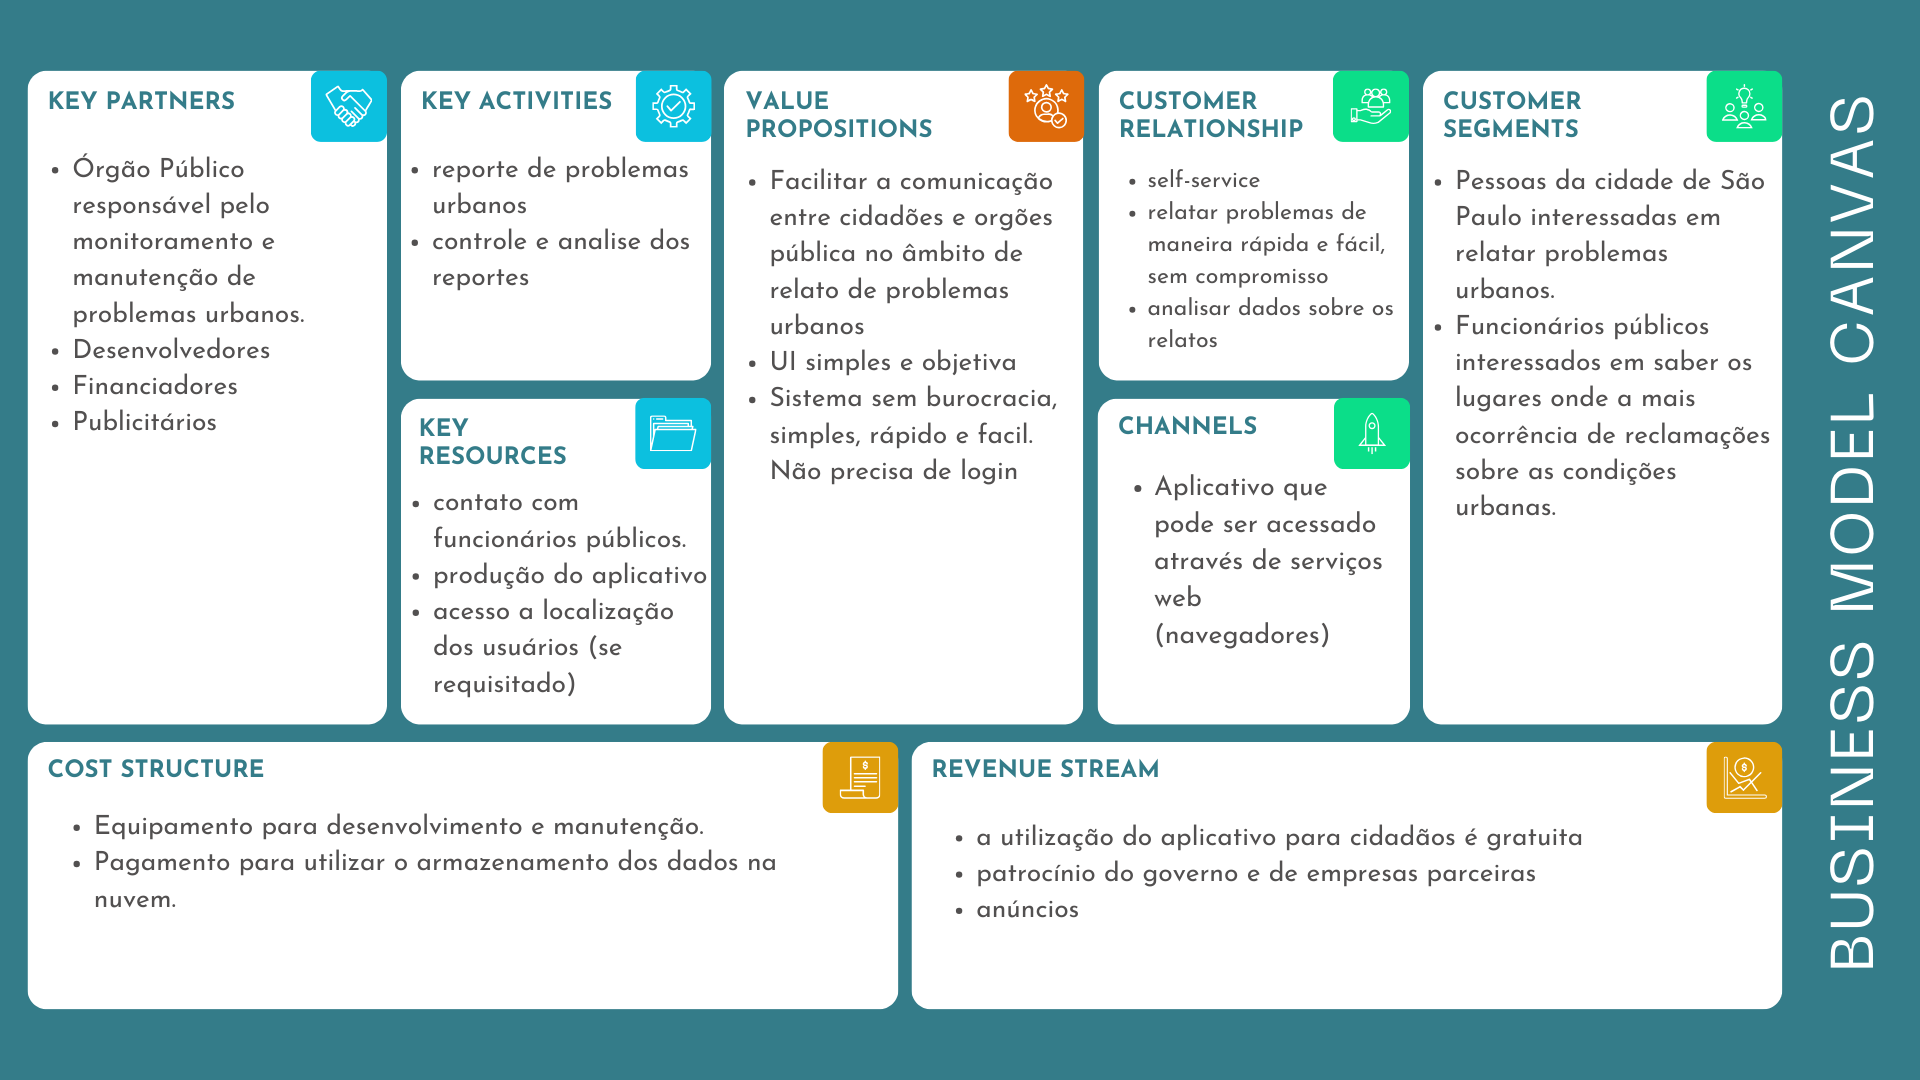 KEY PARTNERS
• Órgão Público
responsável pelo
monitoramento e
manutenção de
problemas urbanos.
• Desenvolvedores
• Financiadores
• Publicitários
KEY ACTIVITIES
• reporte de problemas
urbanos
• controle e analise dos
reportes
KEY
RESOURCES
• contato com
funcionários públicos.
• produção do aplicativo
• acesso a localização
dos usuários (se
requisitado)
VALUE
PROPOSITIONS
• Facilitar a comunicação
entre cidadões e orgões
pública no âmbito de
relato de problemas
urbanos
• UI simples e objetiva
• Sistema sem burocracia,
simples, rápido e facil.
Não precisa de login
CUSTOMER
RELATIONSHIP
• self-service
• relatar problemas de
maneira rápida e fácil,
sem compromisso
• analisar dados sobre os
relatos
CHANNELS
• Aplicativo que
pode ser acessado
através de serviços
web
(navegadores)
CUSTOMER
SEGMENTS
• Pessoas da cidade de São
Paulo interessadas em
relatar problemas
urbanos.
• Funcionários públicos
interessados em saber os
lugares onde a mais
ocorrência de reclamações
sobre as condições
urbanas.
COST STRUCTURE
• Equipamento para desenvolvimento e manutenção.
• Pagamento para utilizar o armazenamento dos dados na
nuvem.
REVENUE STREAM
• a utilização do aplicativo para cidadãos é gratuita
• patrocínio do governo e de empresas parceiras
• anúncios
BUSINESS MODEL CANVAS